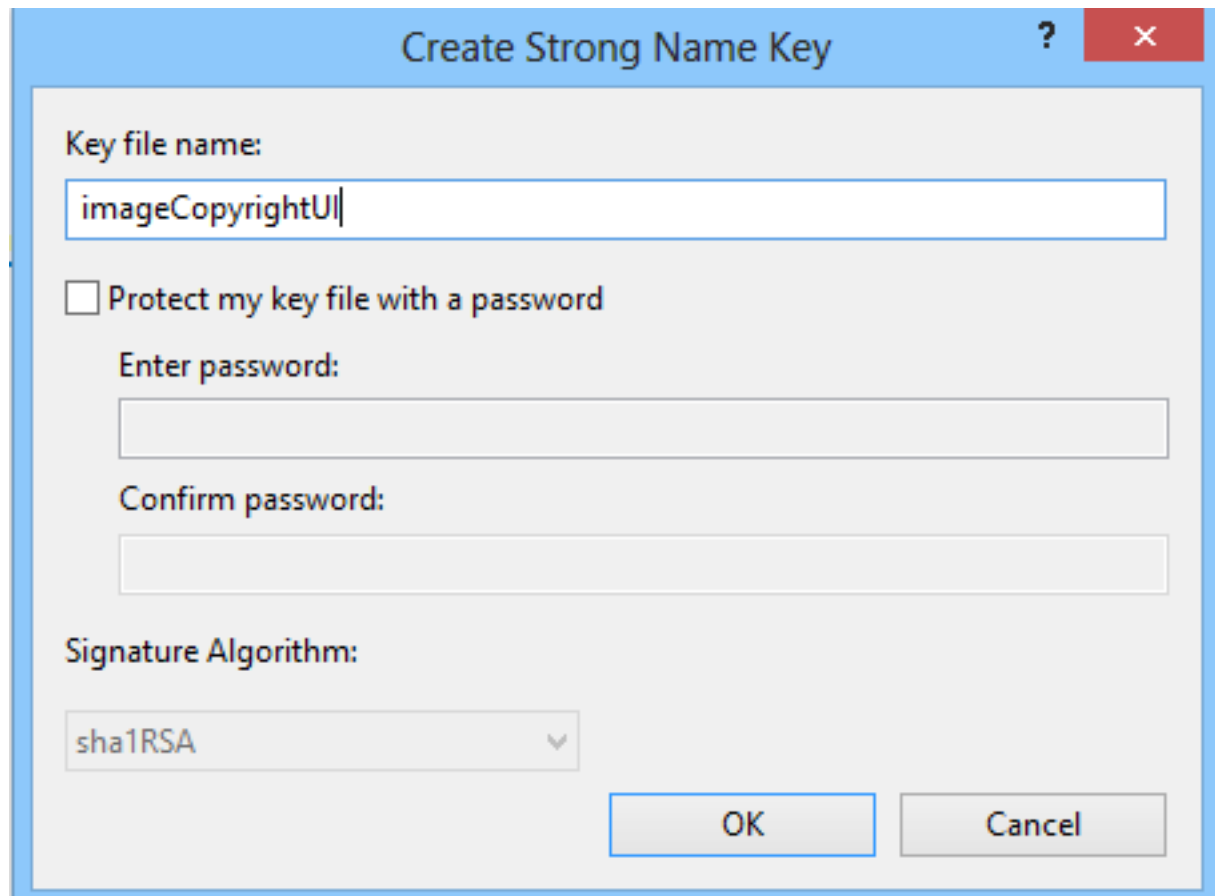 Create Strong Name Key
?
Key file name:
imageCopyrightUI
Protect my key file with a password
Enter password:
Confirm password:
Signature Algorithm:
sha1RSA
OK Cancel